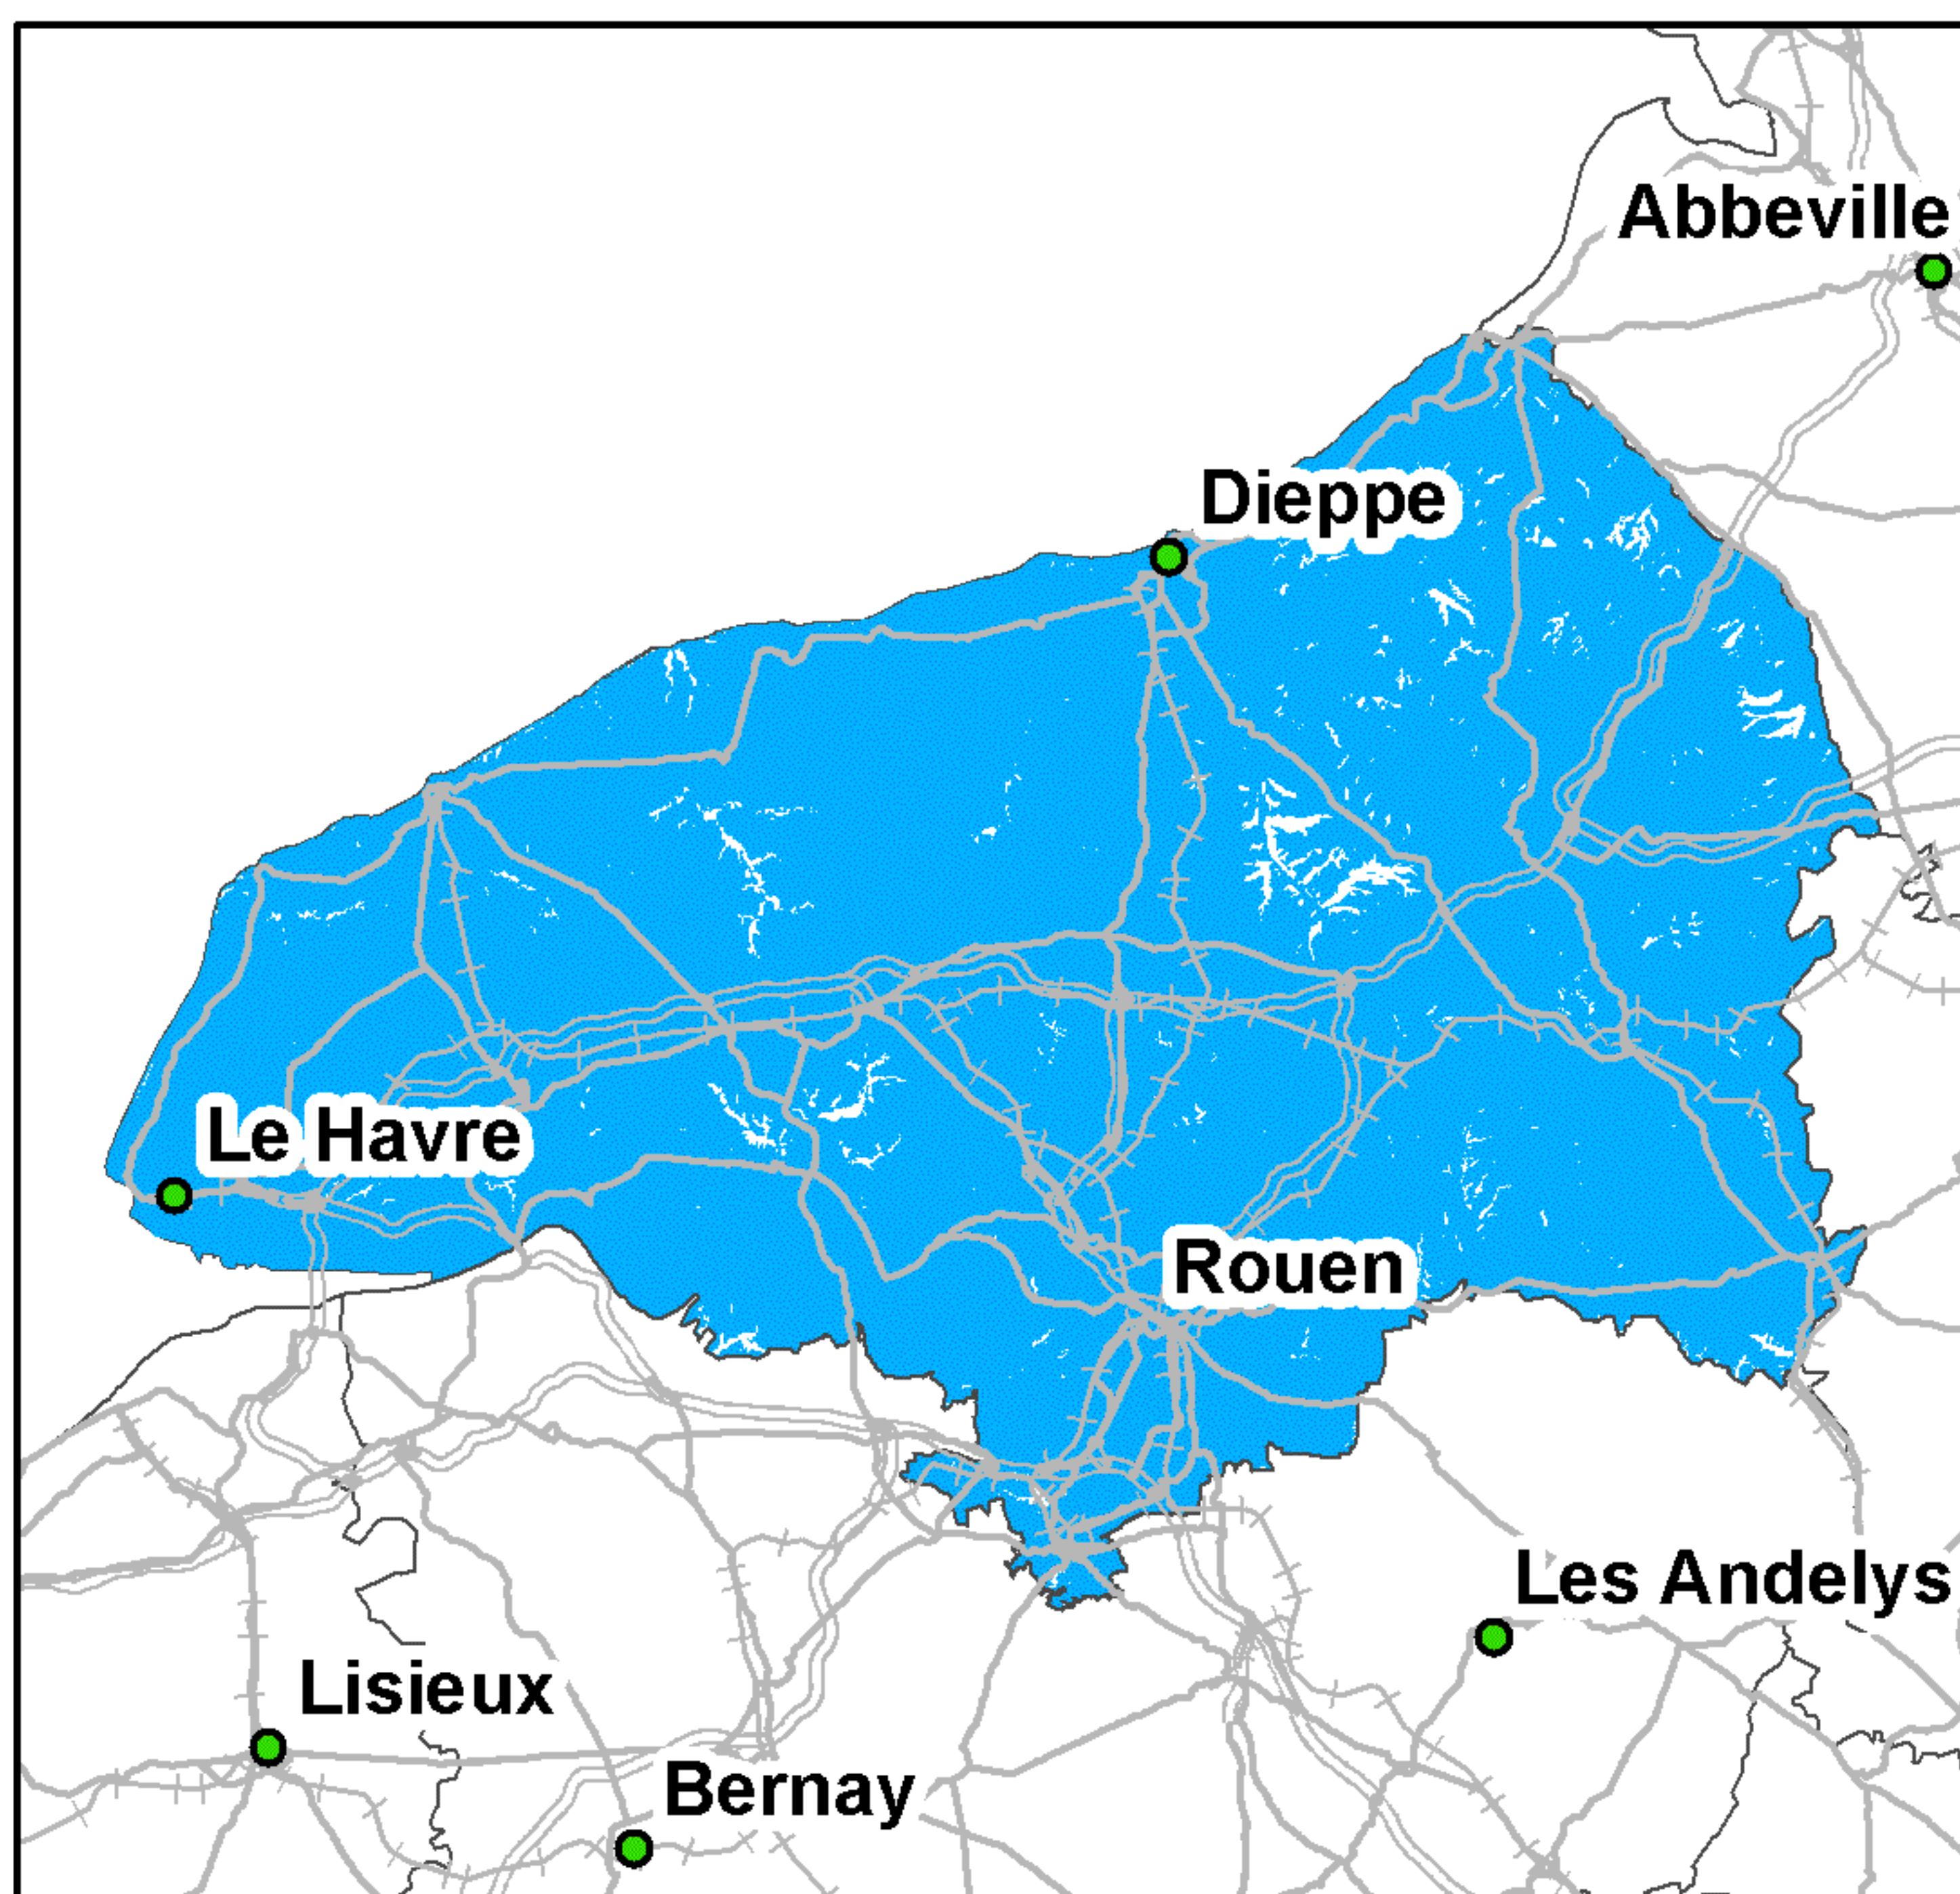 Abbeville
Dieppe
Le Havre
Rouen
Les Andelys
Lisieux
Bernay